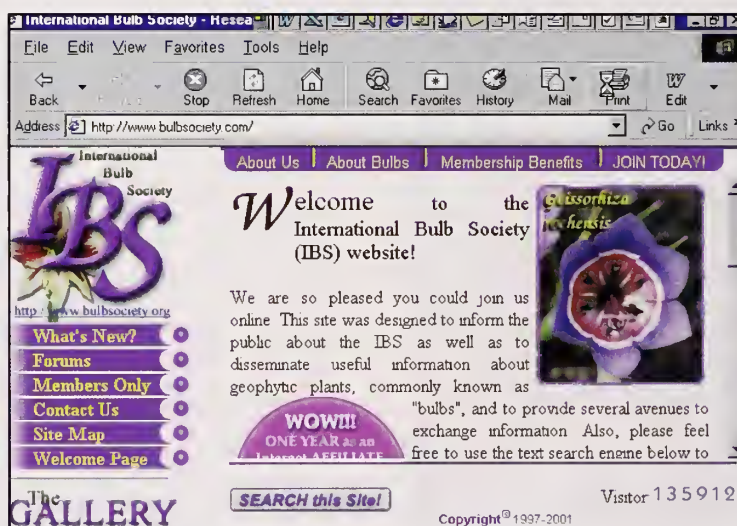 International Bulb Society - Resea
File Edit View Favorites Tools Help
Back Stop Refresh Home Search Favorites History Mail Print Edit
Address http://www.bulbsociety.com/ Go Links
International
Bulb
Society
IBS
http://www.bulbsociety.org
What's New?
Forums
Members Only
Contact Us
Site Map
Welcome Page
The
GALLERY
About Us About Bulbs Membership Benefits JOIN TODAY!
Welcome to the
International Bulb Society
(IBS) website!
Geissorhiza
We are so pleased you could join us
online This site was designed to inform the
public about the IBS as well as to
disseminate useful information about
geophytic plants, commonly known as
"bulbs", and to provide several avenues to
exchange information Also, please feel
free to use the text search engine below to
WOW!!!
ONE YEAR as an
Internet AFFILIATE
SEARCH this Site!
Visitor 135912
Copyright® 1997-2001